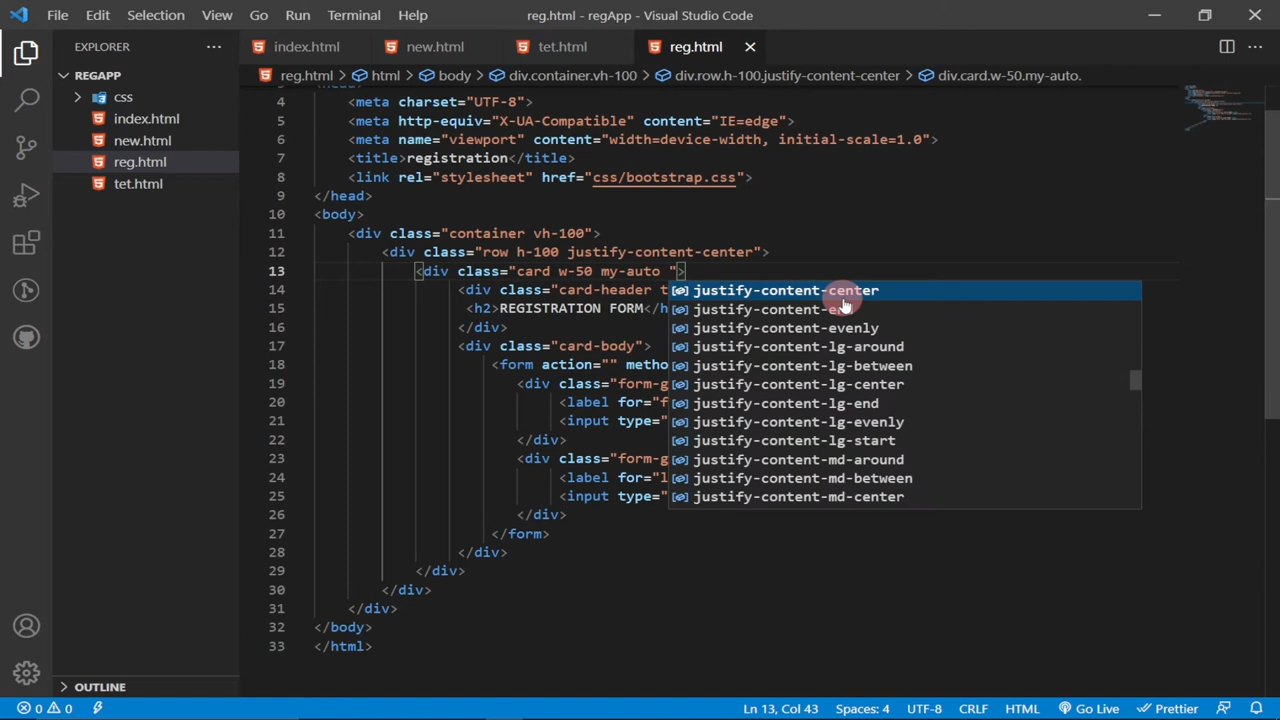 File Edit Selection View Go Run Terminal Help reg.html - regApp - Visual Studio Code
EXPLORER ...
index.html new.html tet.html reg.html
REGAPP
reg.html > html > body > div.container.vh-100 > div.row.h-100.justify-content-center > div.card.w-50.my-auto.
css
index.html
new.html
reg.html
tet.html
4 <meta charset="UTF-8">
5 <meta http-equiv="X-UA-Compatible" content="IE=edge">
6 <meta name="viewport" content="width=device-width, initial-scale=1.0">
7 <title>registration</title>
8 <link rel="stylesheet" href="css/bootstrap.css">
9 </head>
10 <body>
11 <div class="container vh-100">
12 <div class="row h-100 justify-content-center">
13 <div class="card w-50 my-auto ">
14 <div class="card-header t
15 <h2>REGISTRATION FORM</h
16 </div>
17 <div class="card-body">
18 <form action="" metho
19 <div class="form-g
20 <label for="f
21 <input type="
22 </div>
23 <div class="form-g
24 <label for="l
25 <input type="
26 </div>
27 </form>
28 </div>
29 </div>
30 </div>
31 </div>
32 </body>
33 </html>
justify-content-center
justify-content-end
justify-content-evenly
justify-content-lg-around
justify-content-lg-between
justify-content-lg-center
justify-content-lg-end
justify-content-lg-evenly
justify-content-lg-start
justify-content-md-around
justify-content-md-between
justify-content-md-center
OUTLINE
0 0 Ln 13, Col 43 Spaces: 4 UTF-8 CRLF HTML Go Live Prettier